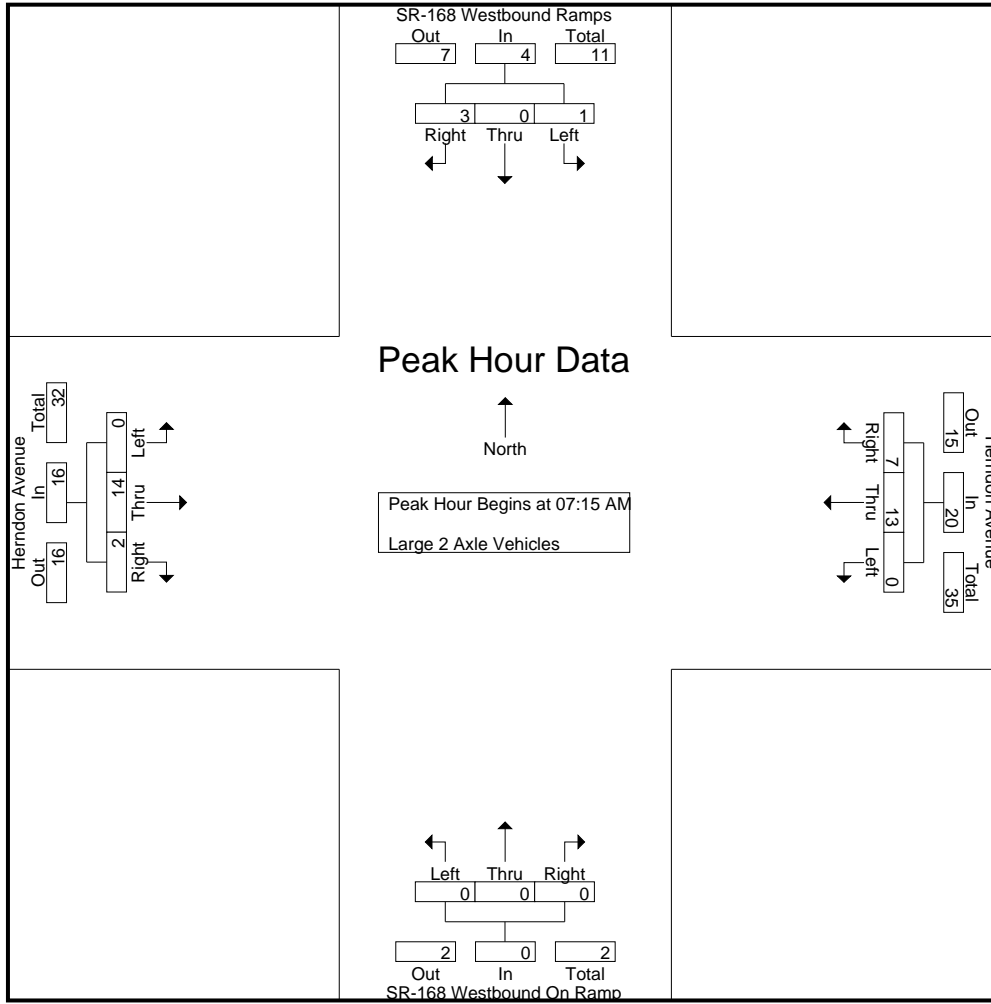 SR-168 Westbound Ramps
Out In Total
7 4 11
3 0 1
Right Thru Left
Peak Hour Data
North
Peak Hour Begins at 07:15 AM
Large 2 Axle Vehicles
Herndon Avenue
Out In Total
16 16 32
Left Thru Right
0 14 2
Herndon Avenue
Out In Total
15 20 35
Right Thru Left
7 13 0
Left Thru Right
0 0 0
2 0 2
Out In Total
SR-168 Westbound On Ramp